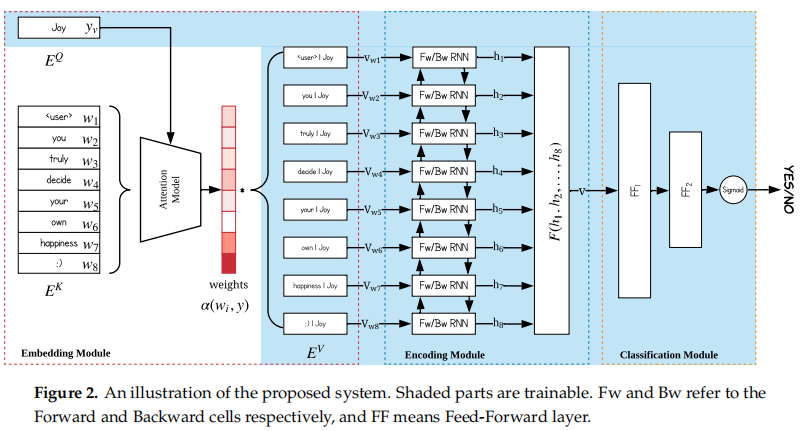 Joy y_v
E^Q
<user> w_1
you w_2
truly w_3
decide w_4
your w_5
own w_6
happiness w_7
:) w_8
E^K
Attention
Model
weights
α(w_i, y)
*
<user> | Joy
you | Joy
truly | Joy
decide | Joy
your | Joy
own | Joy
happiness | Joy
:) | Joy
E^V
V_w1
V_w2
V_w3
V_w4
V_w5
V_w6
V_w7
V_w8
Fw/Bw RNN
Fw/Bw RNN
Fw/Bw RNN
Fw/Bw RNN
Fw/Bw RNN
Fw/Bw RNN
Fw/Bw RNN
Fw/Bw RNN
h_1
h_2
h_3
h_4
h_5
h_6
h_7
h_8
F(h_1, h_2, ..., h_8)
v
FF_1
FF_2
Sigmoid
YES/NO
Embedding Module
Encoding Module
Classification Module
Figure 2. An illustration of the proposed system. Shaded parts are trainable. Fw and Bw refer to the
Forward and Backward cells respectively, and FF means Feed-Forward layer.